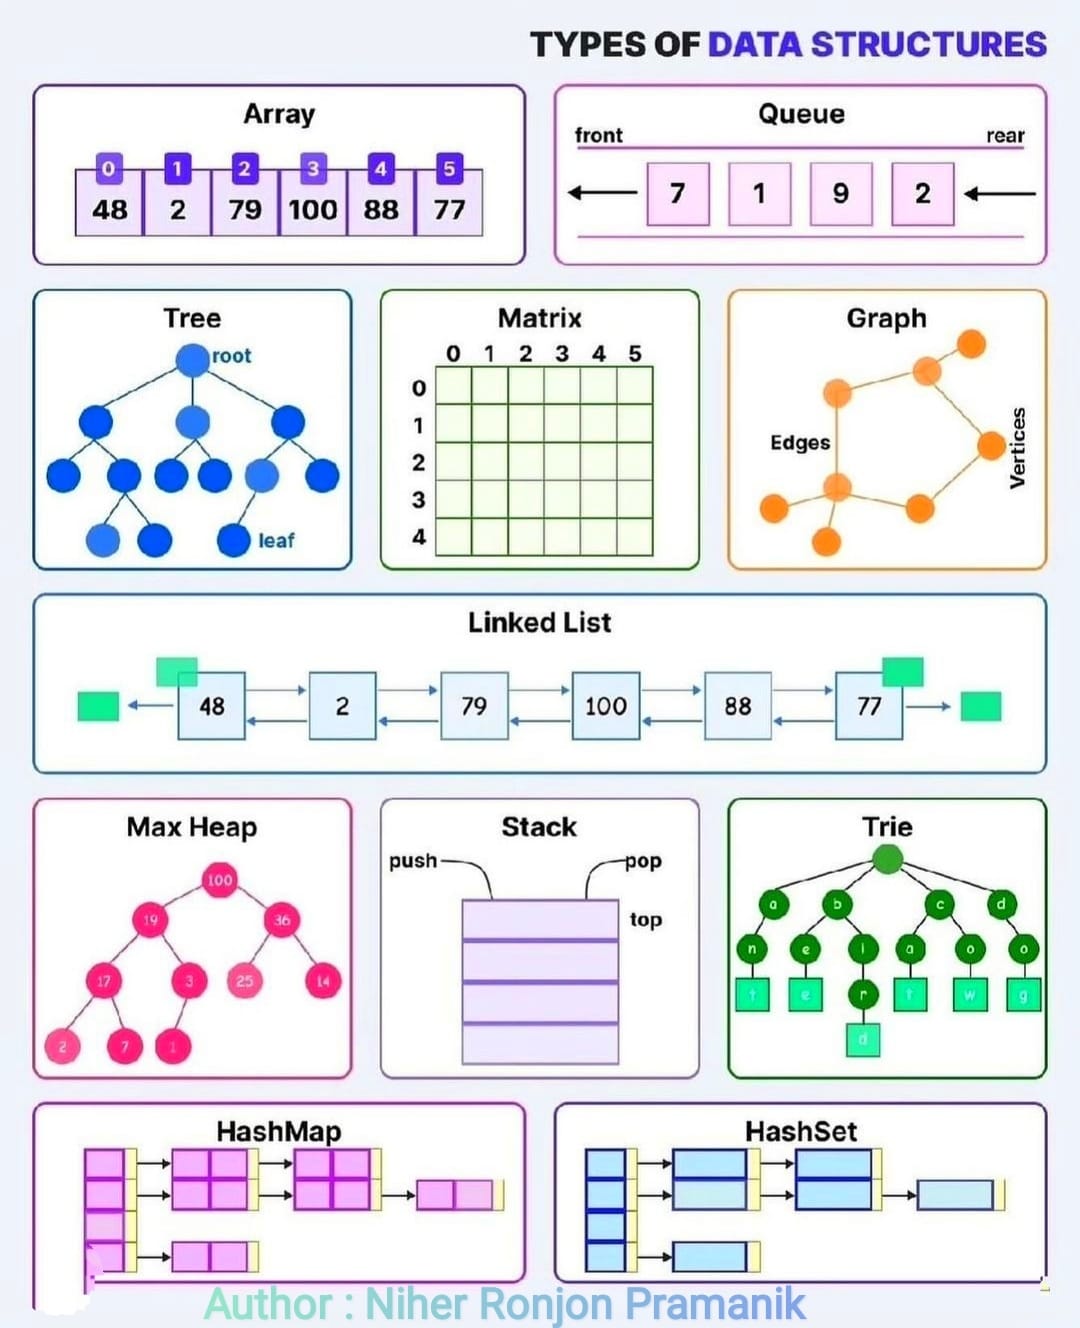 TYPES OF DATA STRUCTURES
Array
0 1 2 3 4 5
48 2 79 100 88 77
Queue
front rear
7 1 9 2
Tree
root
leaf
Matrix
0 1 2 3 4 5
0
1
2
3
4
Graph
Edges
Vertices
Linked List
48 2 79 100 88 77
Max Heap
100
19 36
17 3 25 14
2 7 1
Stack
push pop
top
Trie
a b c d
n e i a o o
t e r t w g
d
HashMap
HashSet
Author : Niher Ronjon Pramanik